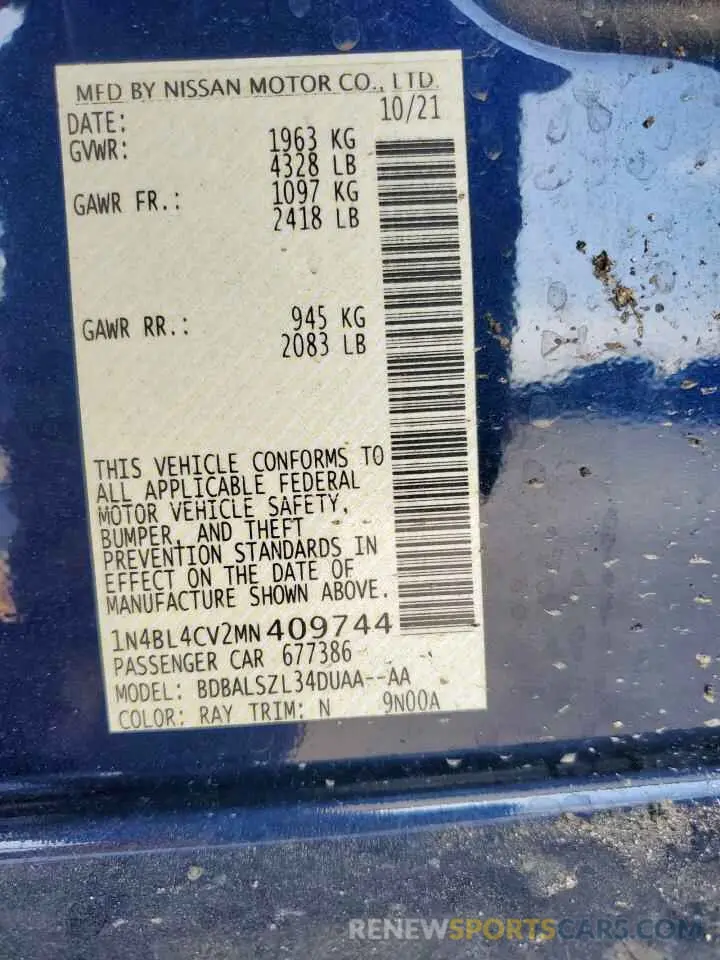 MFD BY NISSAN MOTOR CO., LTD.
DATE: 10/21
GVWR: 1963 KG
4328 LB
GAWR FR.: 1097 KG
2418 LB
GAWR RR.: 945 KG
2083 LB
THIS VEHICLE CONFORMS TO
ALL APPLICABLE FEDERAL
MOTOR VEHICLE SAFETY,
BUMPER, AND THEFT
PREVENTION STANDARDS IN
EFFECT ON THE DATE OF
MANUFACTURE SHOWN ABOVE.
1N4BL4CV2MN409744
PASSENGER CAR 677386
MODEL: BDBALSZL34DUAA--AA
COLOR: RAY TRIM: N 9N00A
RENEWSPORTSCARS.COM